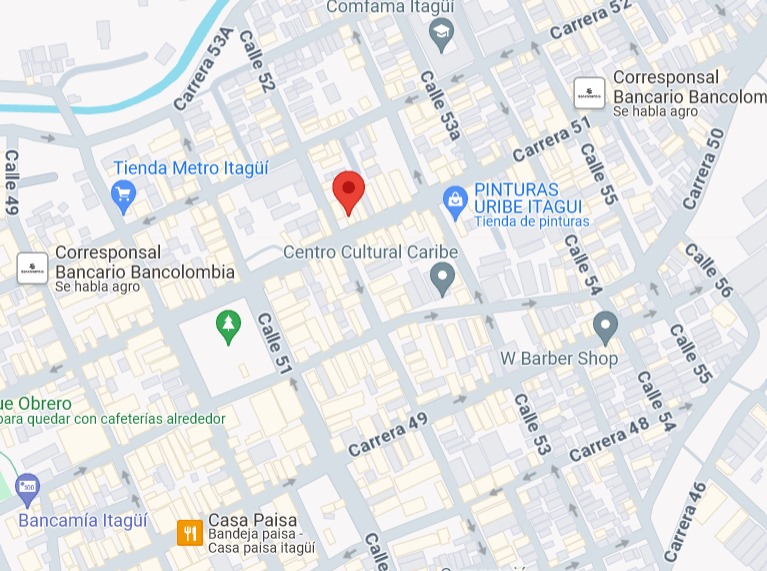 Comfama Itagüí
Carrera 52
Carrera 53A
Calle 52
Calle 53a
Corresponsal
Bancario Bancolom
Se habla agro
Carrera 51
Carrera 50
Calle 49
Tienda Metro Itagüí
Calle 55
PINTURAS
URIBE ITAGUI
Tienda de pinturas
Corresponsal
Bancario Bancolombia
Se habla agro
Centro Cultural Caribe
Calle 54
Calle 56
Calle 51
W Barber Shop
Calle 55
ue Obrero
para quedar con cafeterías alrededor
Calle 54
Calle 53
Carrera 49
Carrera 48
Carrera 46
Bancamía Itagüí
Casa Paisa
Bandeja paisa -
Casa paisa itagüí
Calle